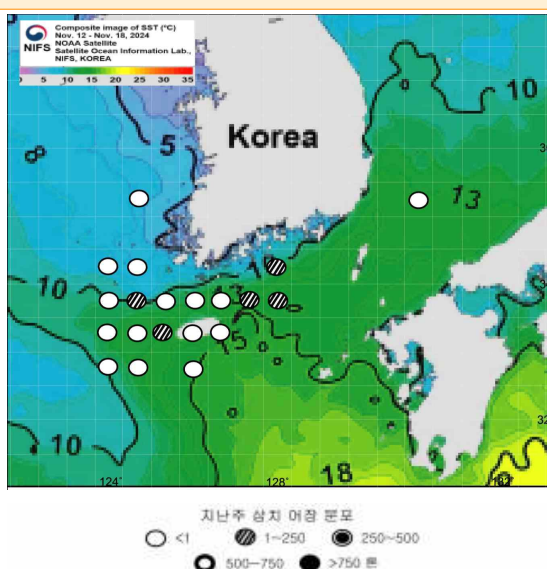 NIFS
Composite image of SST (°C)
Nov. 12 - Nov. 18, 2024
NOAA Satellite
Satellite Ocean Information Lab.,
NIFS, KOREA
0 5 10 15 20 25 30 35
Korea
5
10
8
13
10
10
5
18
32
124°
128°
132°
지난주 삼치 어장 분포
<1
1~250
250~500
500~750
>750 톤